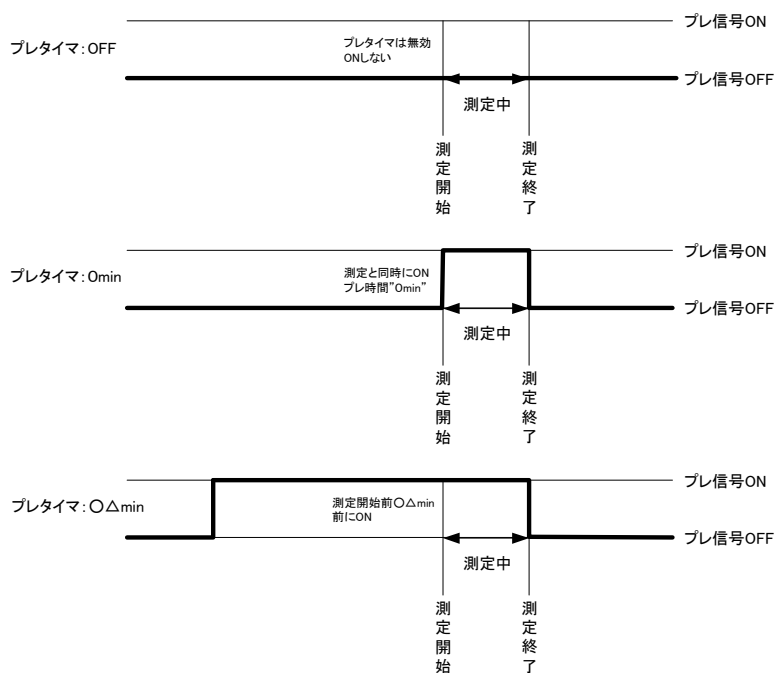 プレ信号ON
プレタイマ：OFF
プレタイマは無効
ONしない
プレ信号OFF
測定中
測定開始
測定終了
プレ信号ON
プレタイマ：0min
測定と同時にON
プレ時間"0min"
プレ信号OFF
測定中
測定開始
測定終了
プレ信号ON
プレタイマ：○△min
測定開始前○△min
前にON
プレ信号OFF
測定中
測定開始
測定終了